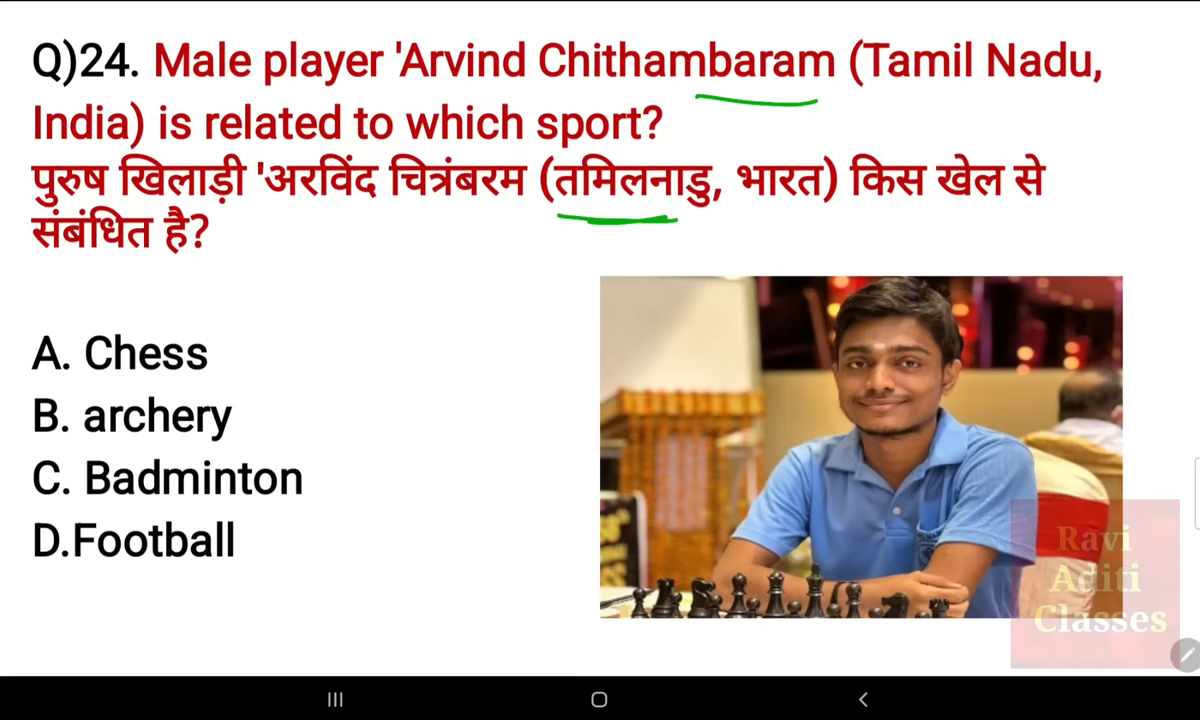 Q)24. Male player 'Arvind Chithambaram (Tamil Nadu,
India) is related to which sport?
पुरुष खिलाड़ी 'अरविंद चित्रंबरम (तमिलनाडु, भारत) किस खेल से
संबंधित है?
A. Chess
B. archery
C. Badminton
D.Football
Ravi
Aditi
Classes